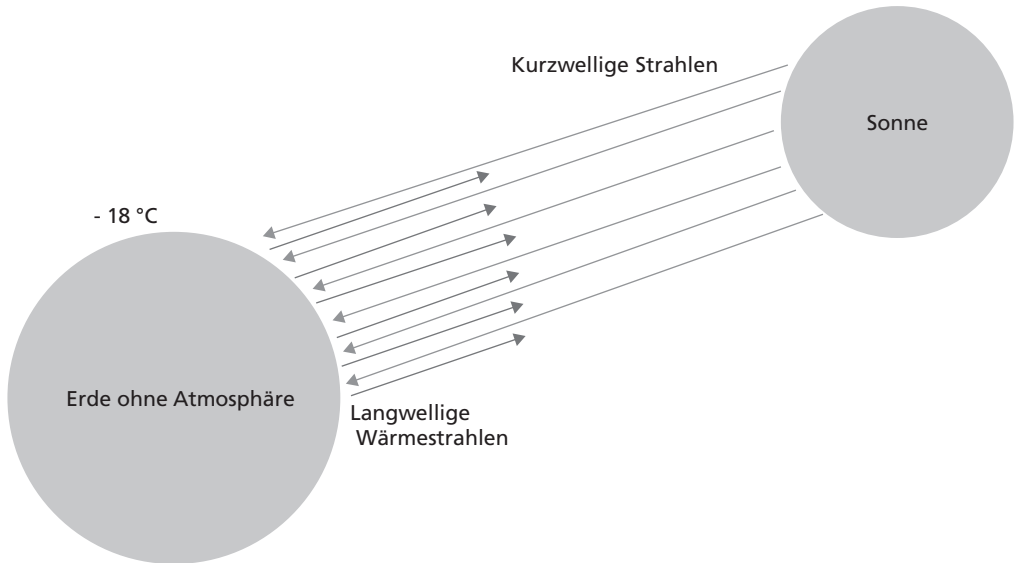 Kurzwellige Strahlen
Sonne
- 18 °C
Erde ohne Atmosphäre
Langwellige
Wärmestrahlen